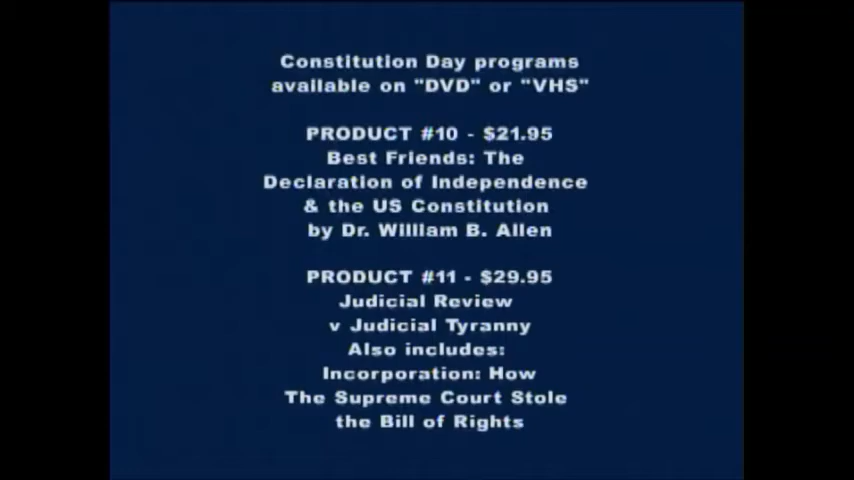 Constitution Day programs
available on "DVD" or "VHS"
PRODUCT #10 - $21.95
Best Friends: The
Declaration of Independence
& the US Constitution
by Dr. William B. Allen
PRODUCT #11 - $29.95
Judicial Review
v Judicial Tyranny
Also includes:
Incorporation: How
The Supreme Court Stole
the Bill of Rights